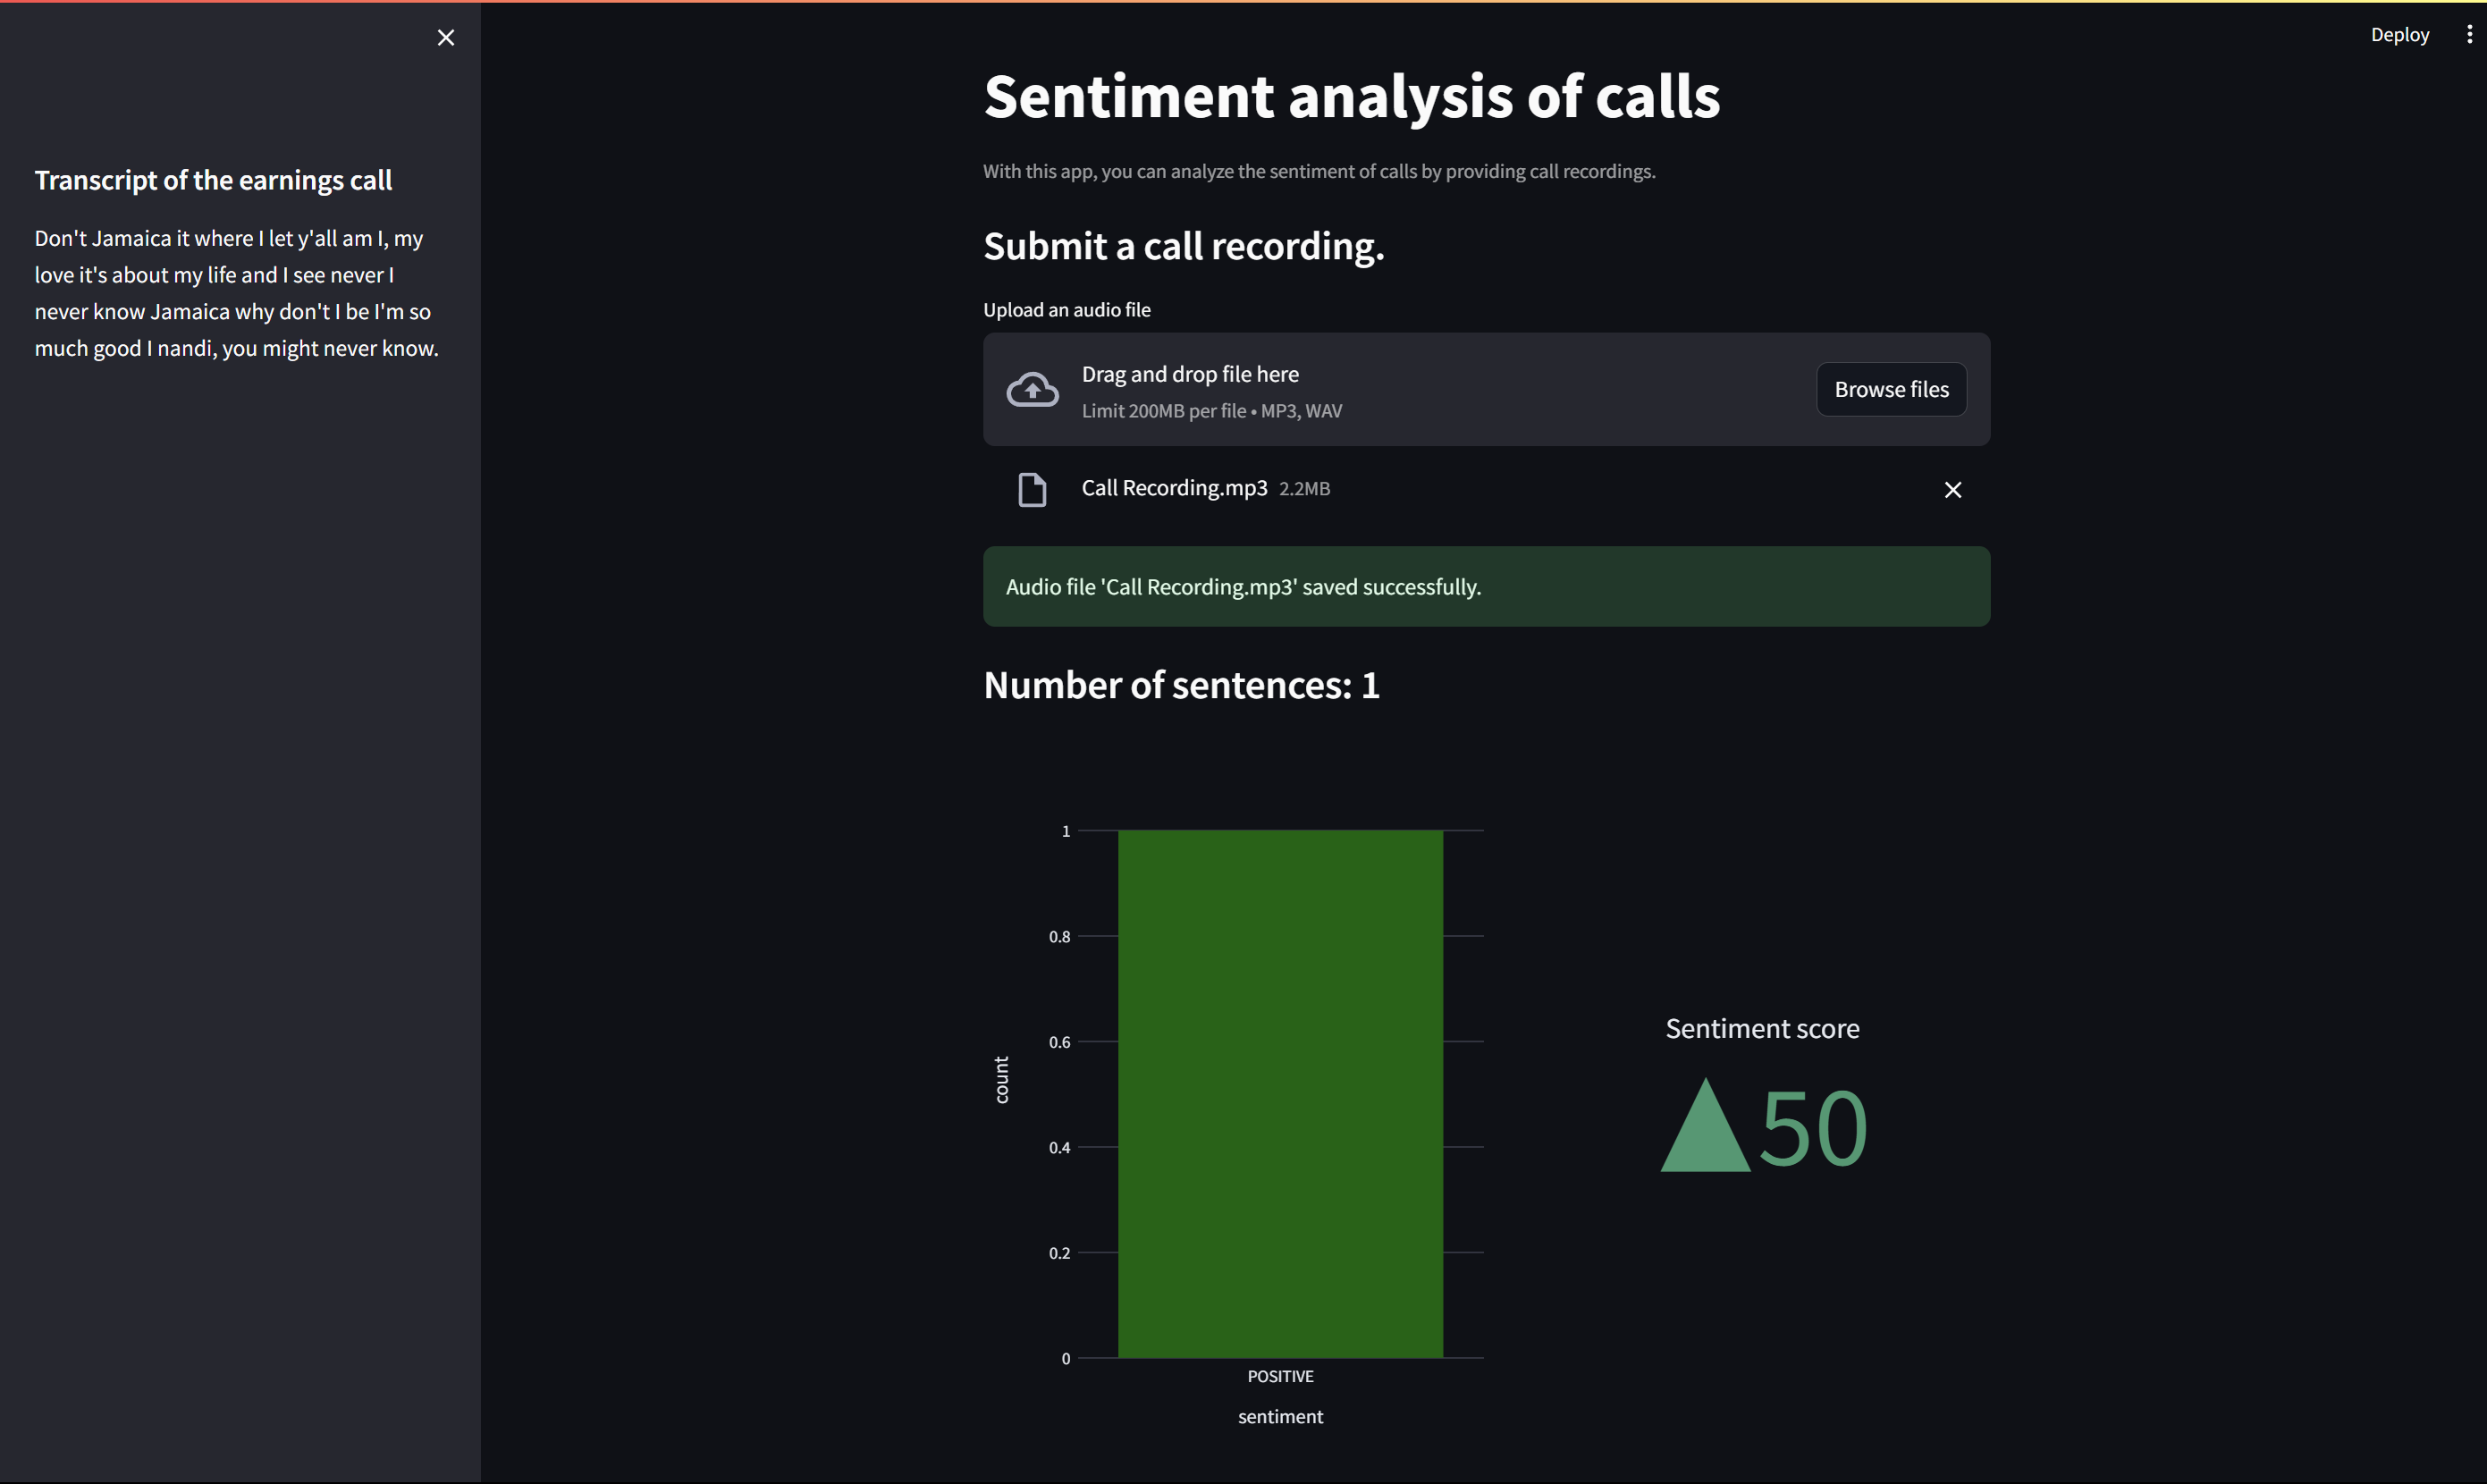 Deploy
Transcript of the earnings call
Don't Jamaica it where I let y'all am I, my
love it's about my life and I see never I
never know Jamaica why don't I be I'm so
much good I nandi, you might never know.
Sentiment analysis of calls
With this app, you can analyze the sentiment of calls by providing call recordings.
Submit a call recording.
Upload an audio file
Drag and drop file here
Limit 200MB per file • MP3, WAV
Browse files
Call Recording.mp3 2.2MB
Audio file 'Call Recording.mp3' saved successfully.
Number of sentences: 1
1
0.8
0.6
0.4
0.2
0
count
POSITIVE
sentiment
Sentiment score
▲50